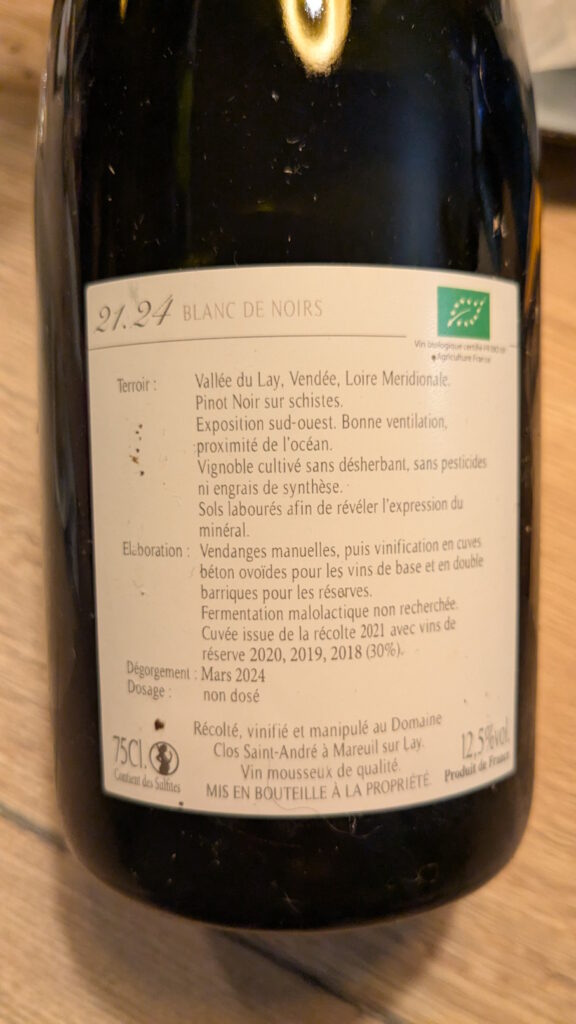 21.24 BLANC DE NOIRS
Vin biologique certifié FR-BIO-
Agriculture France
Terroir : Vallée du Lay, Vendée, Loire Meridionale.
Pinot Noir sur schistes.
Exposition sud-ouest. Bonne ventilation,
proximité de l'océan.
Vignoble cultivé sans désherbant, sans pesticides
ni engrais de synthèse.
Sols labourés afin de révéler l'expression du
minéral.
Elaboration : Vendanges manuelles, puis vinification en cuves
béton ovoïdes pour les vins de base et en double
barriques pour les réserves.
Fermentation malolactique non recherchée.
Cuvée issue de la récolte 2021 avec vins de
réserve 2020, 2019, 2018 (30%).
Dégorgement : Mars 2024
Dosage : non dosé
Récolté, vinifié et manipulé au Domaine
Clos Saint-André à Mareuil sur Lay.
Vin mousseux de qualité.
MIS EN BOUTEILLE À LA PROPRIÉTÉ.
75Cl.
Contient des Sulfites
12,5%vol.
Produit de France